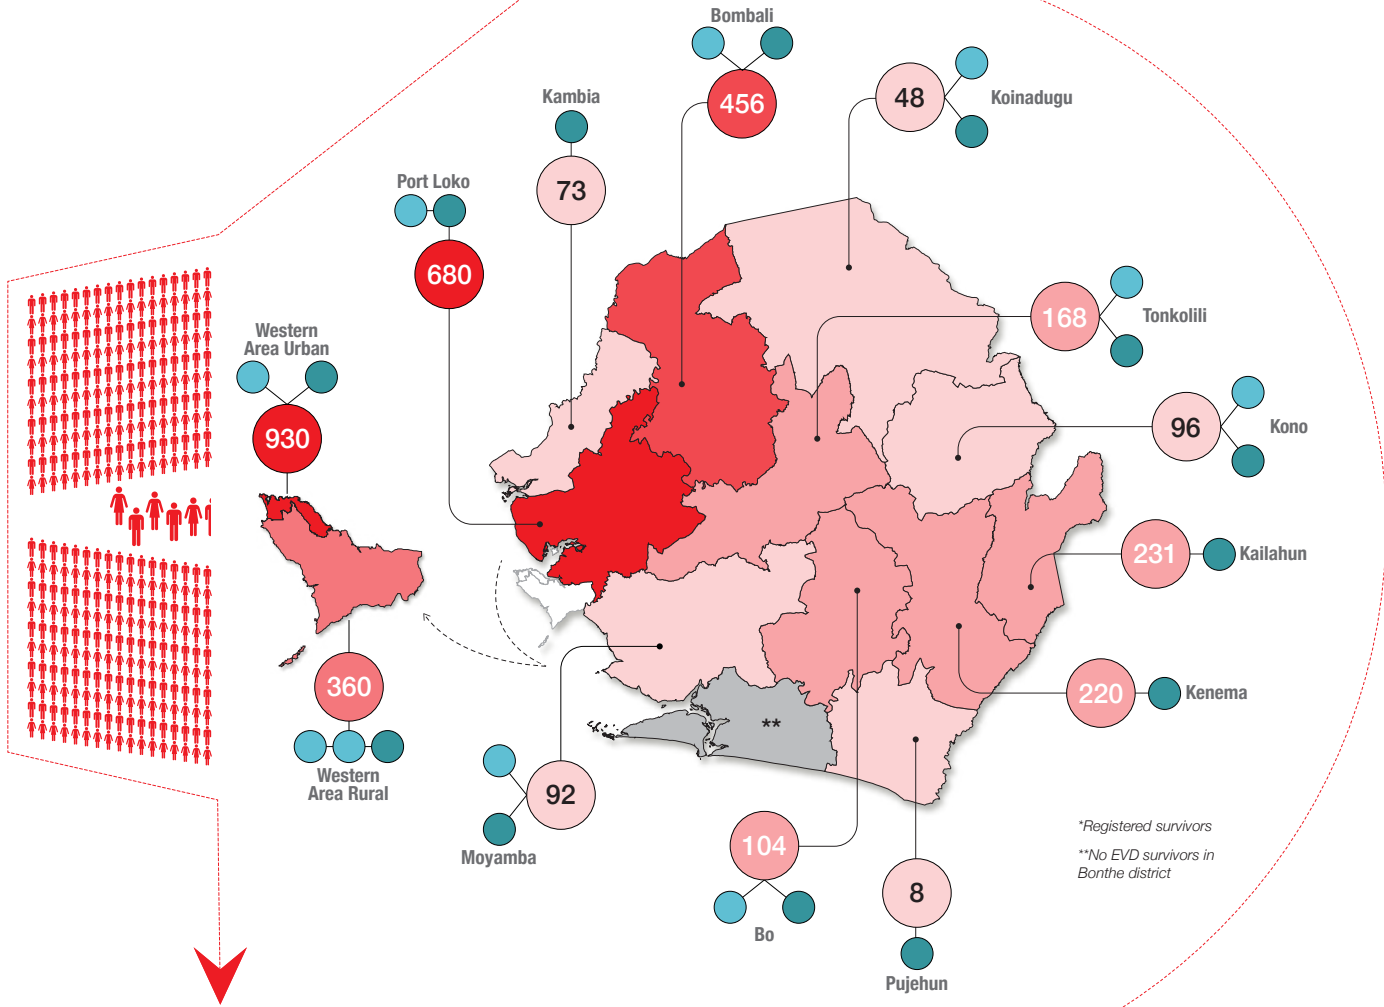 Bombali
456
48
Koinadugu
Kambia
73
Port Loko
680
168
Tonkolili
Western
Area Urban
930
96
Kono
231
Kailahun
360
Western
Area Rural
220
Kenema
**
92
Moyamba
104
Bo
8
Pujehun
*Registered survivors
**No EVD survivors in
Bonthe district